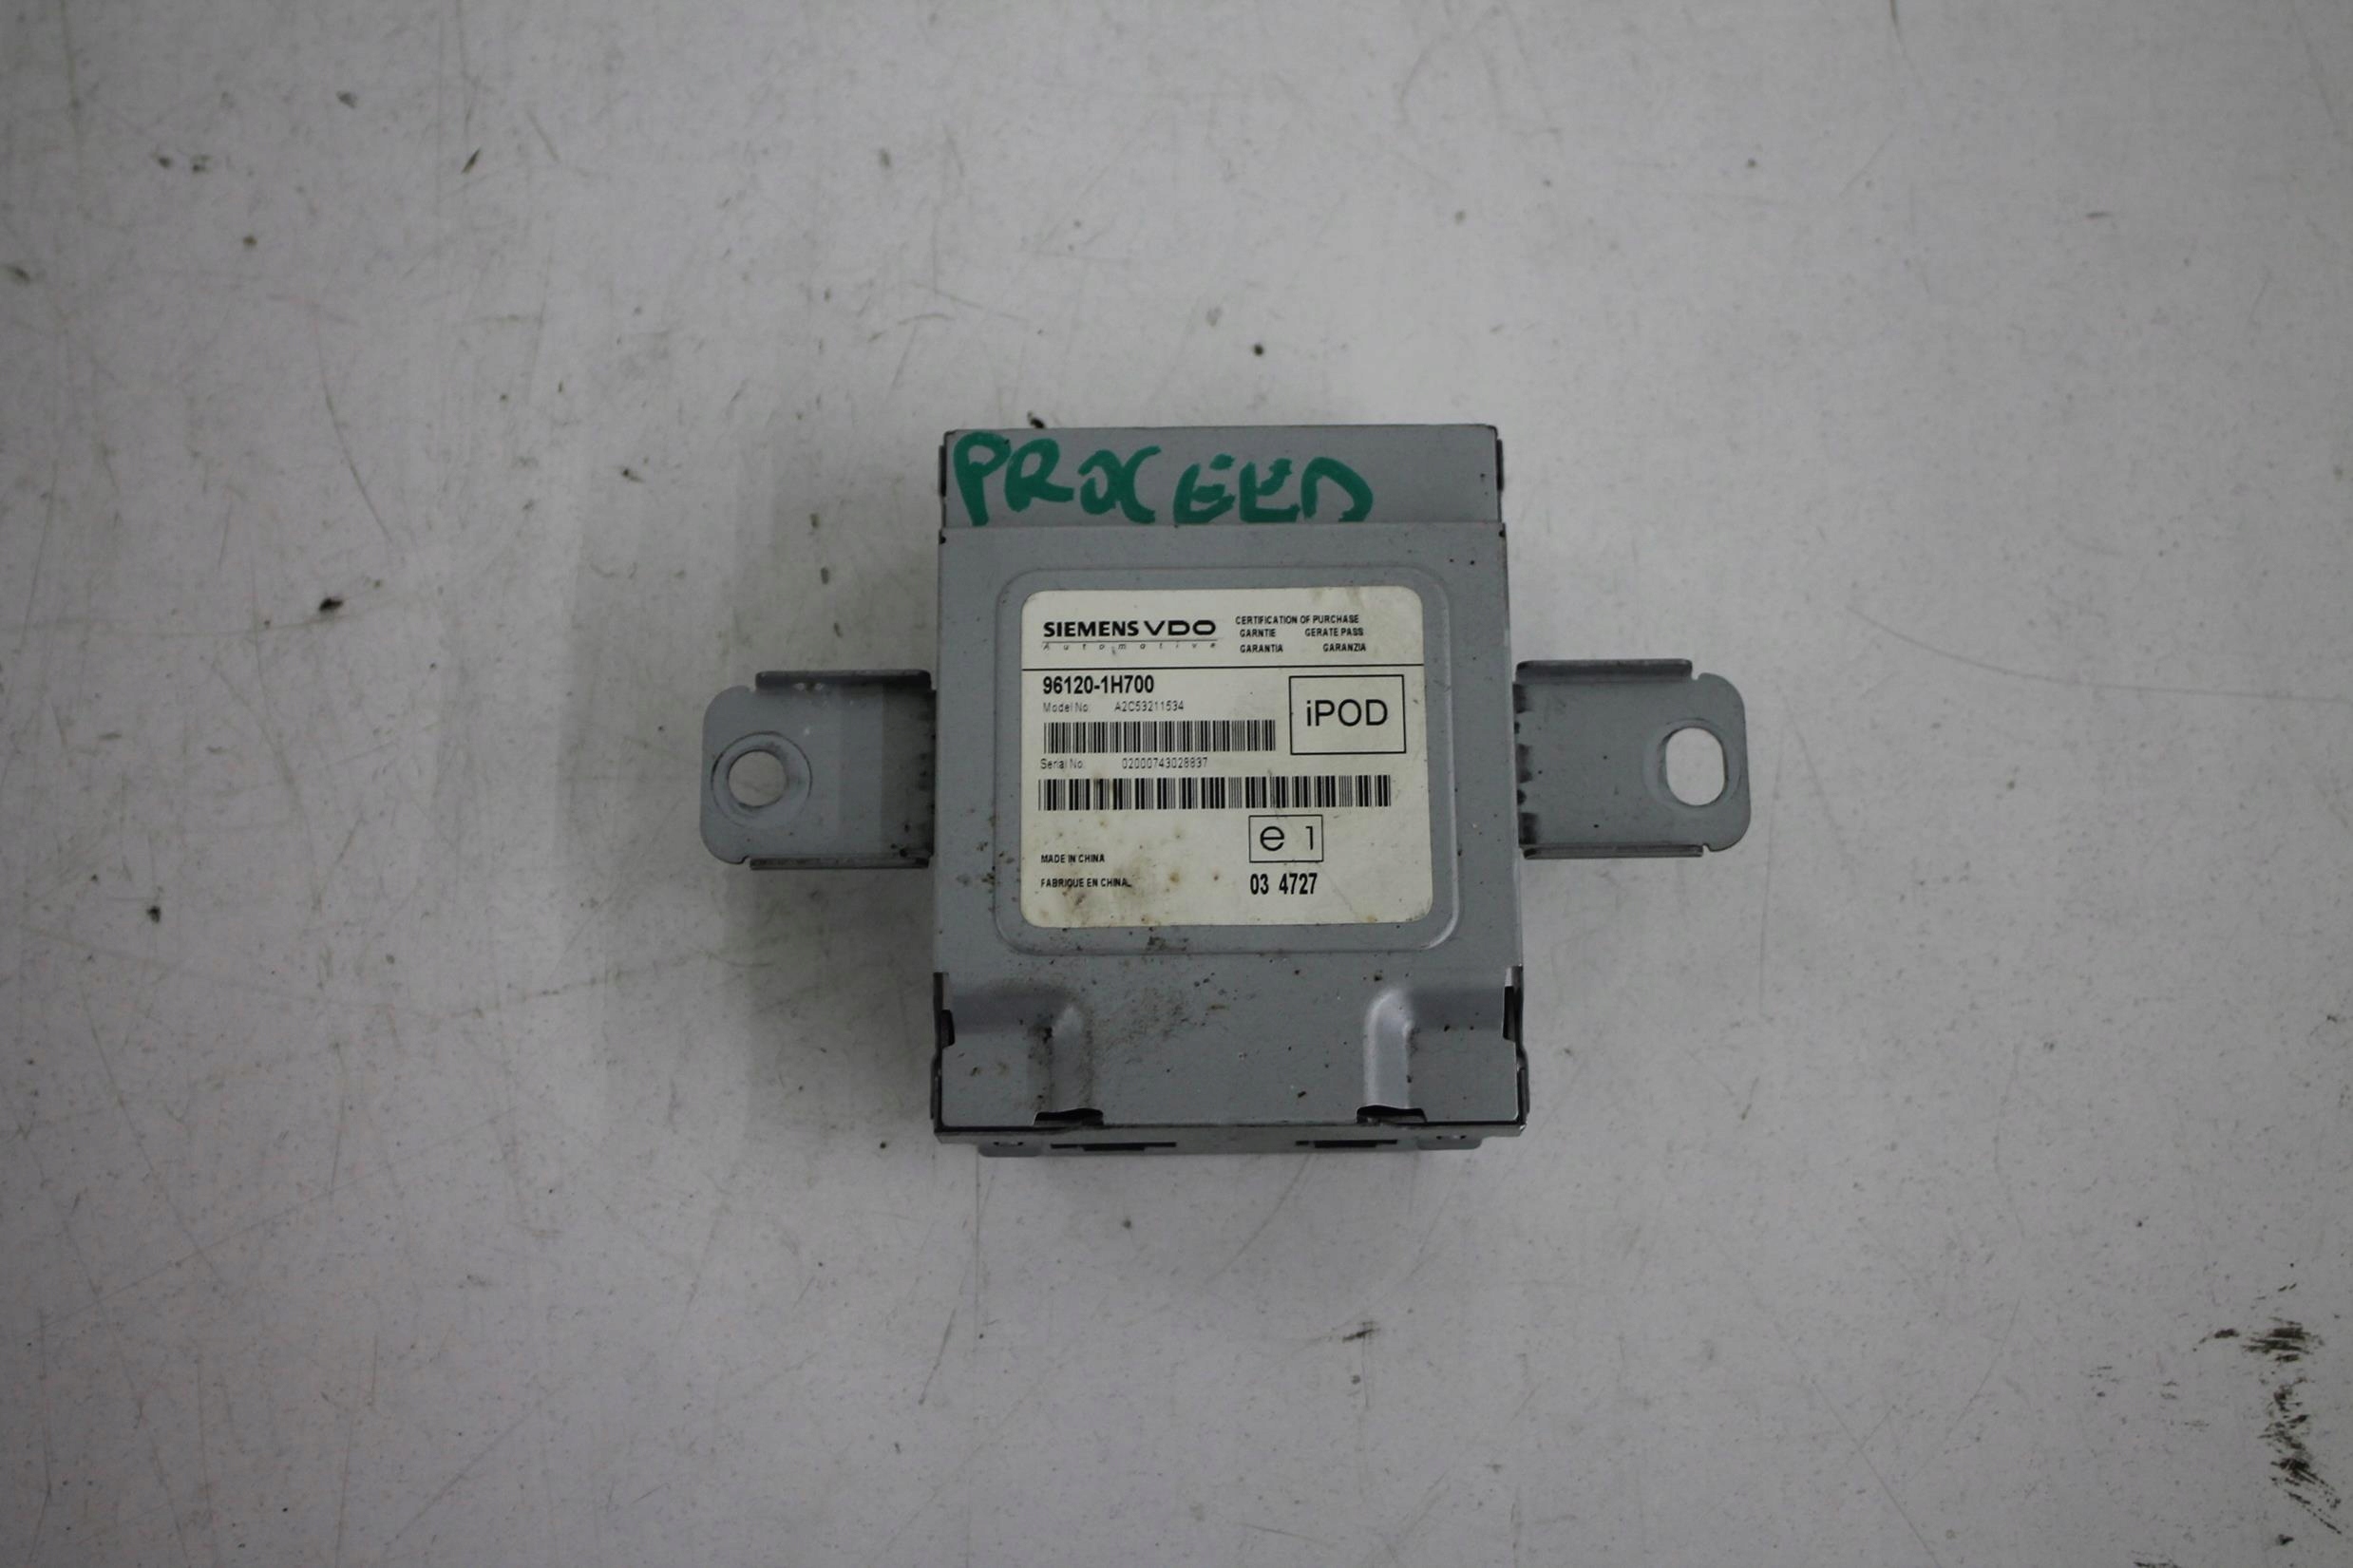 PROCEED
SIEMENS VDO
Automotive
CERTIFICATION OF PURCHASE
GARNTIE GERATE PASS
GARANTIA GARANZIA
96120-1H700
Model No. A2C53211534
iPOD
Serial No. 02000743028837
e 1
MADE IN CHINA
FABRIQUE EN CHINA
03 4727